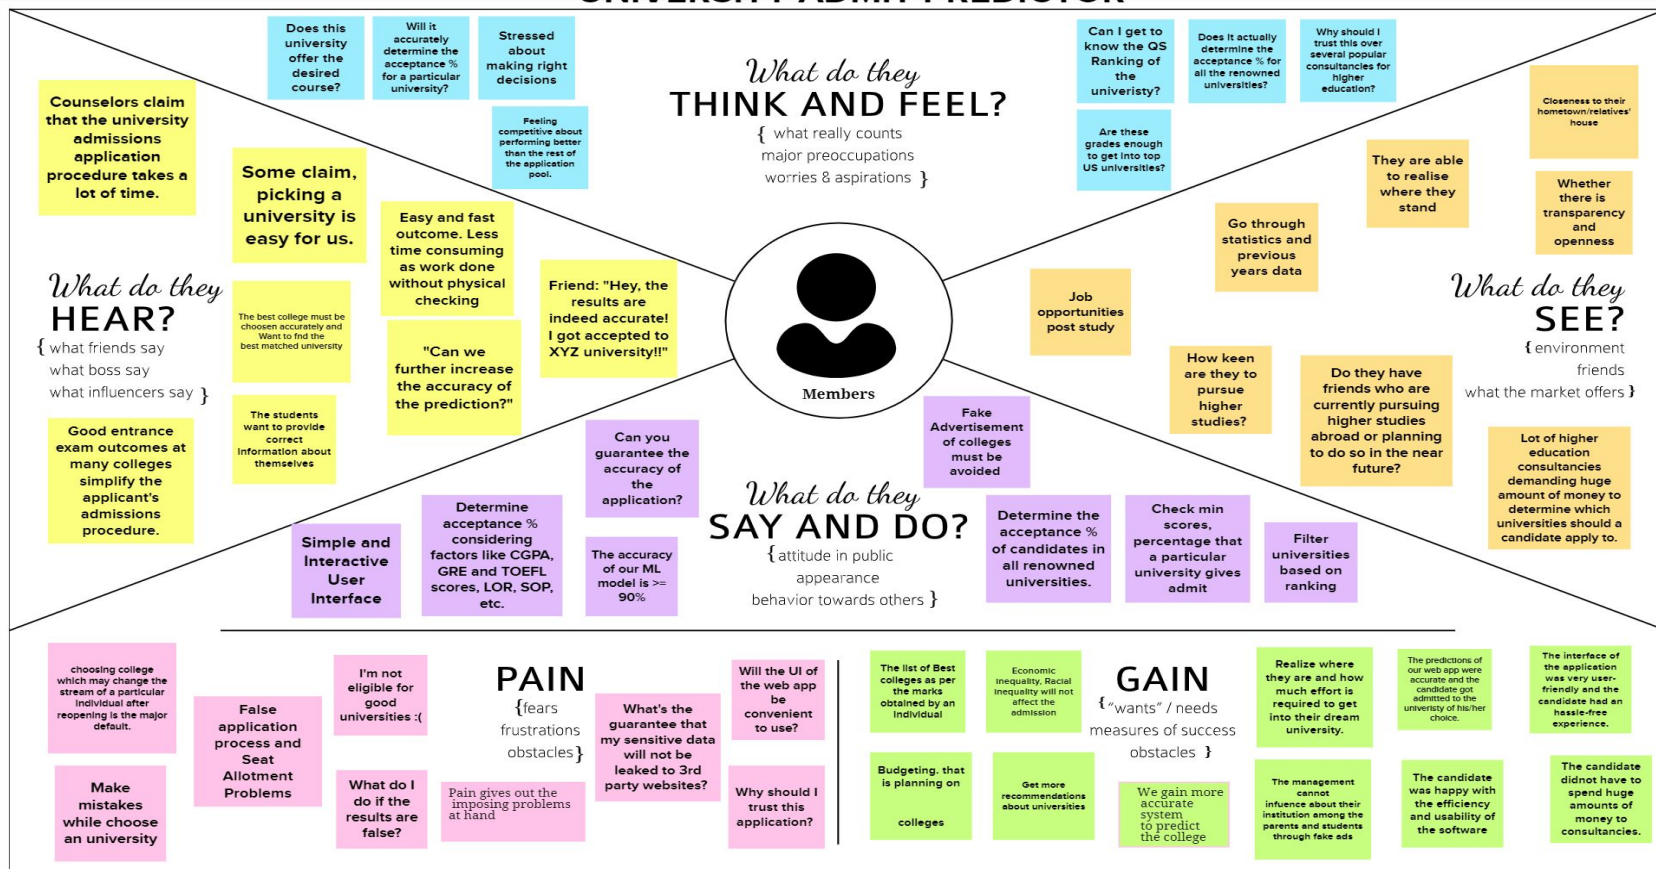 UNIVERSITY ADMIT PREDICTOR
Does this
university
offer the
desired
course?
Will it
accurately
determine the
acceptance %
for a particular
university?
Stressed
about
making right
decisions
Feeling
competitive about
performing better
than the rest of
the application
pool.
What do they
THINK AND FEEL?
{ what really counts
major preoccupations
worries & aspirations }
Can I get to
know the QS
Ranking of
the
univeristy?
Does it actually
determine the
acceptance % for
all the renowned
universities?
Why should I
trust this over
several popular
consultancies for
higher
education?
Are these
grades enough
to get into top
US universities?
Counselors claim
that the university
admissions
application
procedure takes a
lot of time.
Some claim,
picking a
university is
easy for us.
Easy and fast
outcome. Less
time consuming
as work done
without physical
checking
Friend: "Hey, the
results are
indeed accurate!
I got accepted to
XYZ university!!"
What do they
HEAR?
{ what friends say
what boss say
what influencers say }
The best college must be
choosen accurately and
Want to fnd the
best matched university
"Can we
further increase
the accuracy of
the prediction?"
The students
want to provide
correct
information about
themselves
Good entrance
exam outcomes at
many colleges
simplify the
applicant's
admissions
procedure.
Members
Closeness to their
hometown/relatives'
house
They are able
to realise
where they
stand
Whether
there is
transparency
and
openness
Go through
statistics and
previous
years data
Job
opportunities
post study
What do they
SEE?
{ environment
friends
what the market offers }
How keen
are they to
pursue
higher
studies?
Do they have
friends who are
currently pursuing
higher studies
abroad or planning
to do so in the near
future?
Lot of higher
education
consultancies
demanding huge
amount of money to
determine which
universities should a
candidate apply to.
Simple and
Interactive
User
Interface
Determine
acceptance %
considering
factors like CGPA,
GRE and TOEFL
scores, LOR, SOP,
etc.
Can you
guarantee the
accuracy of
the
application?
The accuracy
of our ML
model is >=
90%
What do they
SAY AND DO?
{ attitude in public
appearance
behavior towards others }
Fake
Advertisement
of colleges
must be
avoided
Determine the
acceptance %
of candidates in
all renowned
universities.
Check min
scores,
percentage that
a particular
university gives
admit
Filter
universities
based on
ranking
choosing college
which may change the
stream of a particular
individual after
reopening is the major
default.
Make
mistakes
while choose
an university
False
application
process and
Seat
Allotment
Problems
I'm not
eligible for
good
universities :(
What do I
do if the
results are
false?
PAIN
{fears
frustrations
obstacles }
Pain gives out the
imposing problems
at hand
What's the
guarantee that
my sensitive data
will not be
leaked to 3rd
party websites?
Will the UI of
the web app
be
convenient
to use?
Why should I
trust this
application?
The list of Best
colleges as per
the marks
obtained by an
individual
Economic
inequality, Racial
inequality will not
affect the
admission
GAIN
{ "wants" / needs
measures of success
obstacles }
Budgeting, that
is planning on
colleges
Get more
recommendations
about universities
We gain more
accurate
system
to predict
the college
Realize where
they are and how
much effort is
required to get
into their dream
university.
The predictions of
our web app were
accurate and the
candidate got
admitted to the
univeristy of his/her
choice.
The interface of
the application
was very user-
friendly and the
candidate had an
hassle-free
experience.
The management
cannot
infuence about their
institution among the
parents and students
through fake ads
The candidate
was happy with
the efficiency
and usability of
the software
The candidate
didnot have to
spend huge
amounts of
money to
consultancies.